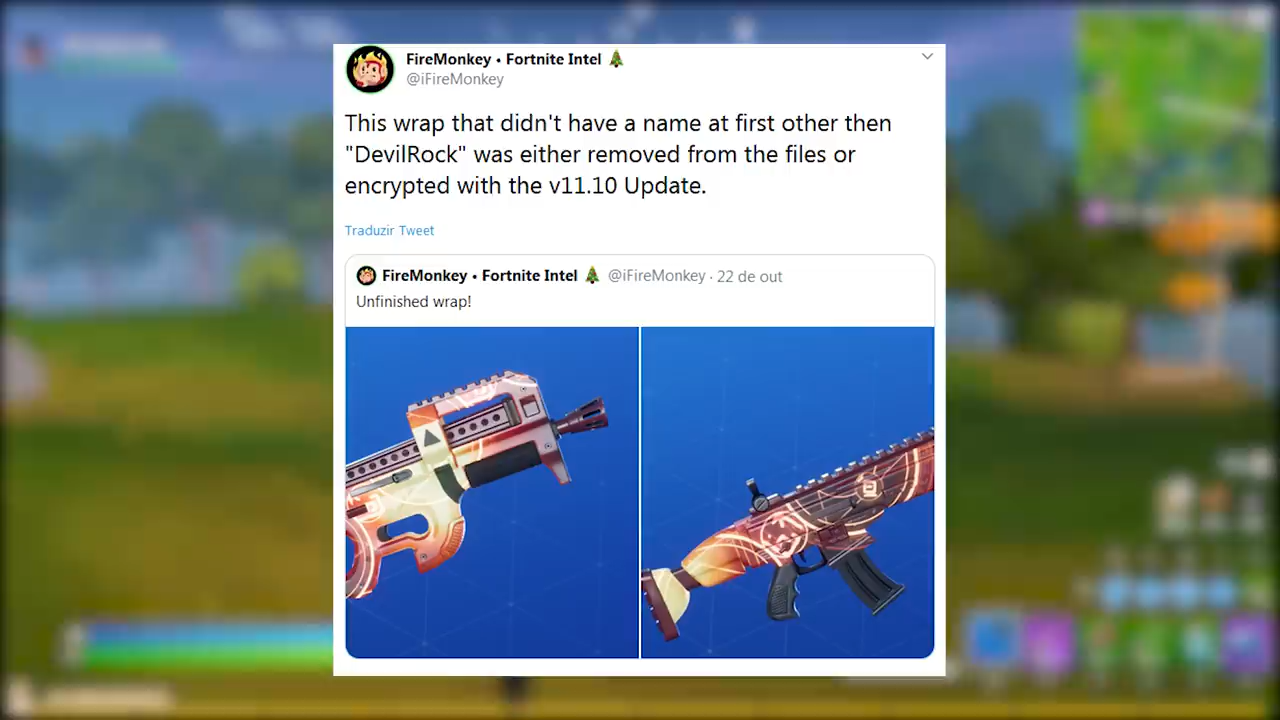 FireMonkey • Fortnite Intel 🎄
@iFireMonkey
This wrap that didn't have a name at first other then
"DevilRock" was either removed from the files or
encrypted with the v11.10 Update.
Traduzir Tweet
FireMonkey • Fortnite Intel 🎄 @iFireMonkey · 22 de out
Unfinished wrap!